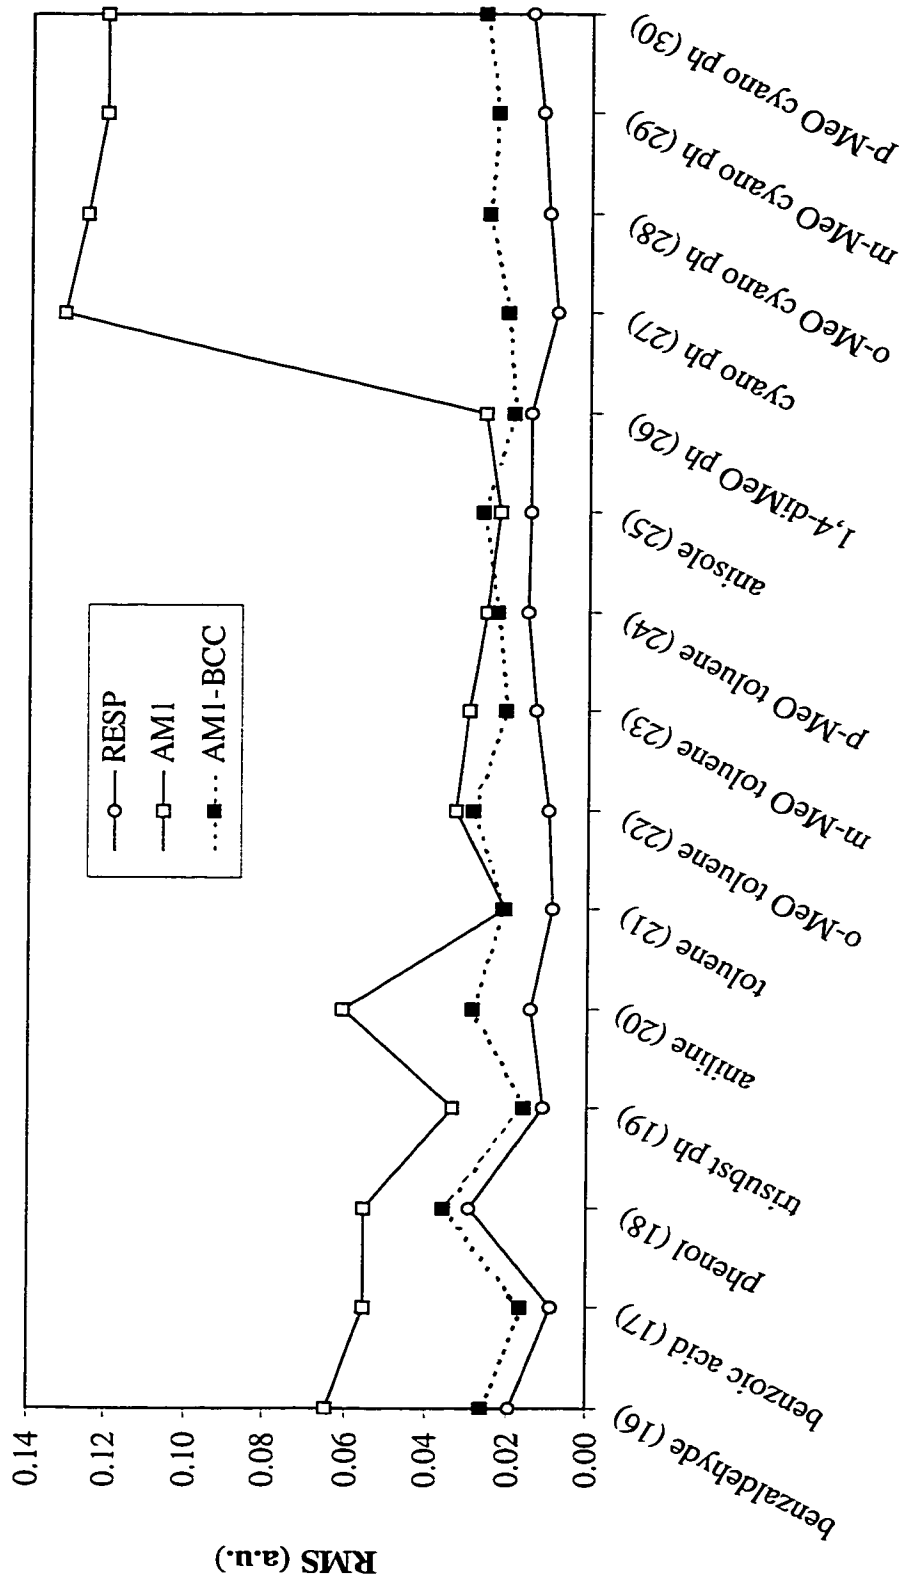 RMS (a.u.)
0.14
0.12
0.10
0.08
0.06
0.04
0.02
0.00
RESP
AM1
AM1-BCC
benzaldehyde (16)
benzoic acid (17)
phenol (18)
trisubst ph (19)
aniline (20)
toluene (21)
o-MeO toluene (22)
m-MeO toluene (23)
p-MeO toluene (24)
anisole (25)
1,4-diMeO ph (26)
cyano ph (27)
o-MeO cyano ph (28)
m-MeO cyano ph (29)
p-MeO cyano ph (30)